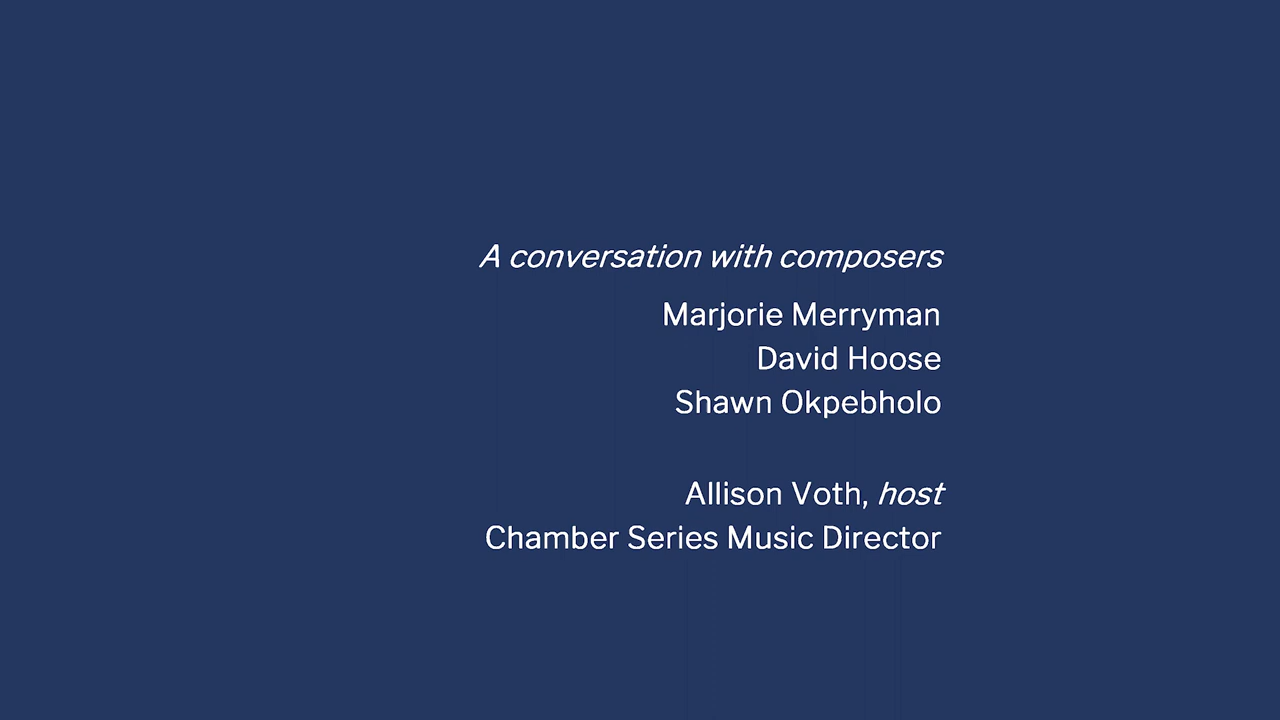 A conversation with composers
Marjorie Merryman
David Hoose
Shawn Okpebholo
Allison Voth, host
Chamber Series Music Director